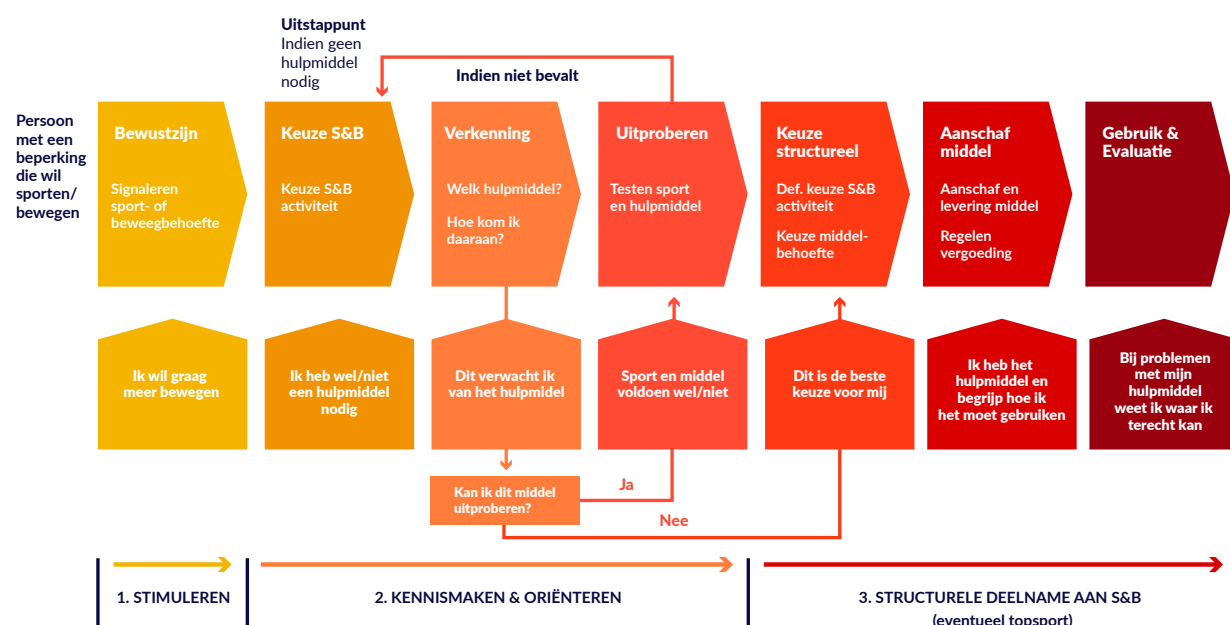 Uitstappunt
Indien geen
hulpmiddel
nodig
Indien niet bevalt
Persoon
met een
beperking
die wil
sporten/
bewegen
Bewustzijn
Signaleren
sport- of
beweegbehoefte
Keuze S&B
Keuze S&B
activiteit
Verkenning
Welk hulpmiddel?
Hoe kom ik
daaraan?
Uitproberen
Testen sport
en hulpmiddel
Keuze
structureel
Def. keuze S&B
activiteit
Keuze middel-
behoefte
Aanschaf
middel
Aanschaf en
levering middel
Regelen
vergoeding
Gebruik &
Evaluatie
Ik wil graag
meer bewegen
Ik heb wel/niet
een hulpmiddel
nodig
Dit verwacht ik
van het hulpmidel
Sport en middel
voldoen wel/niet
Dit is de beste
keuze voor mij
Ik heb het
hulpmiddel en
begrijp hoe ik
het moet gebruiken
Bij problemen
met mijn
hulpmiddel
weet ik waar ik
terecht kan
Kan ik dit middel
uitproberen?
Ja
Nee
1. STIMULEREN
2. KENNISMAKEN & ORIËNTEREN
3. STRUCTURELE DEELNAME AAN S&B
(eventueel topsport)